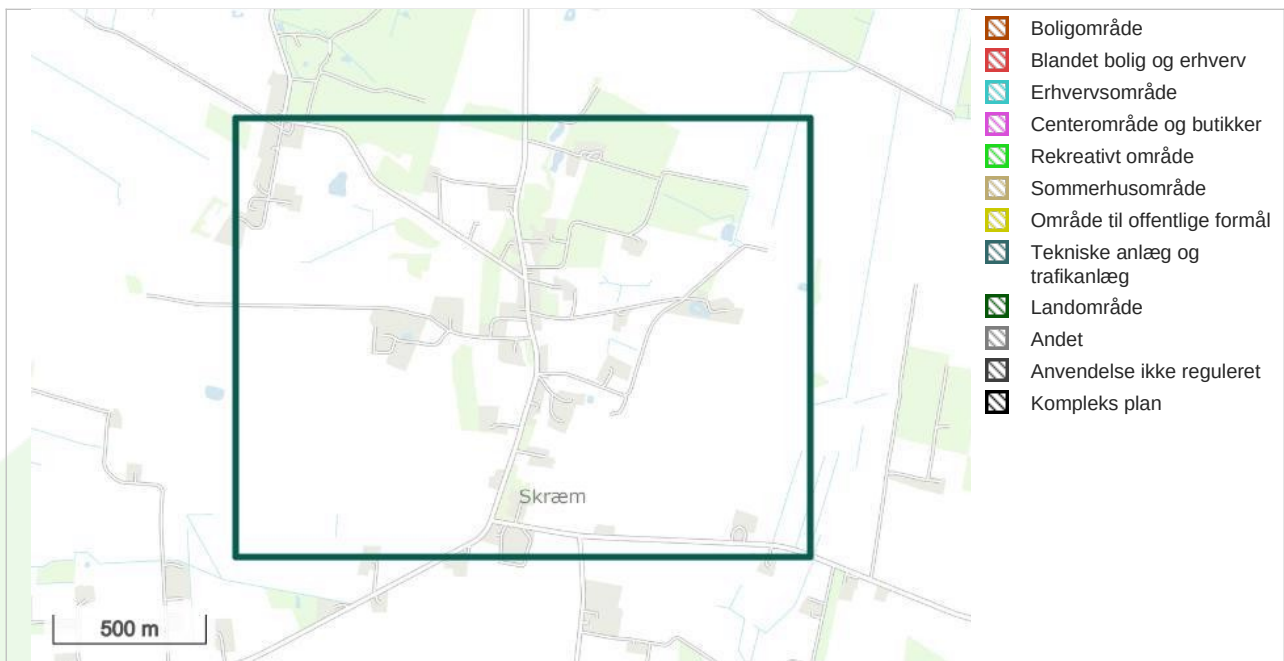 Boligområde
Blandet bolig og erhverv
Erhvervsområde
Centerområde og butikker
Rekreativt område
Sommerhusområde
Område til offentlige formål
Tekniske anlæg og
trafikanlæg
Landområde
Andet
Anvendelse ikke reguleret
Kompleks plan
Skræm
500 m